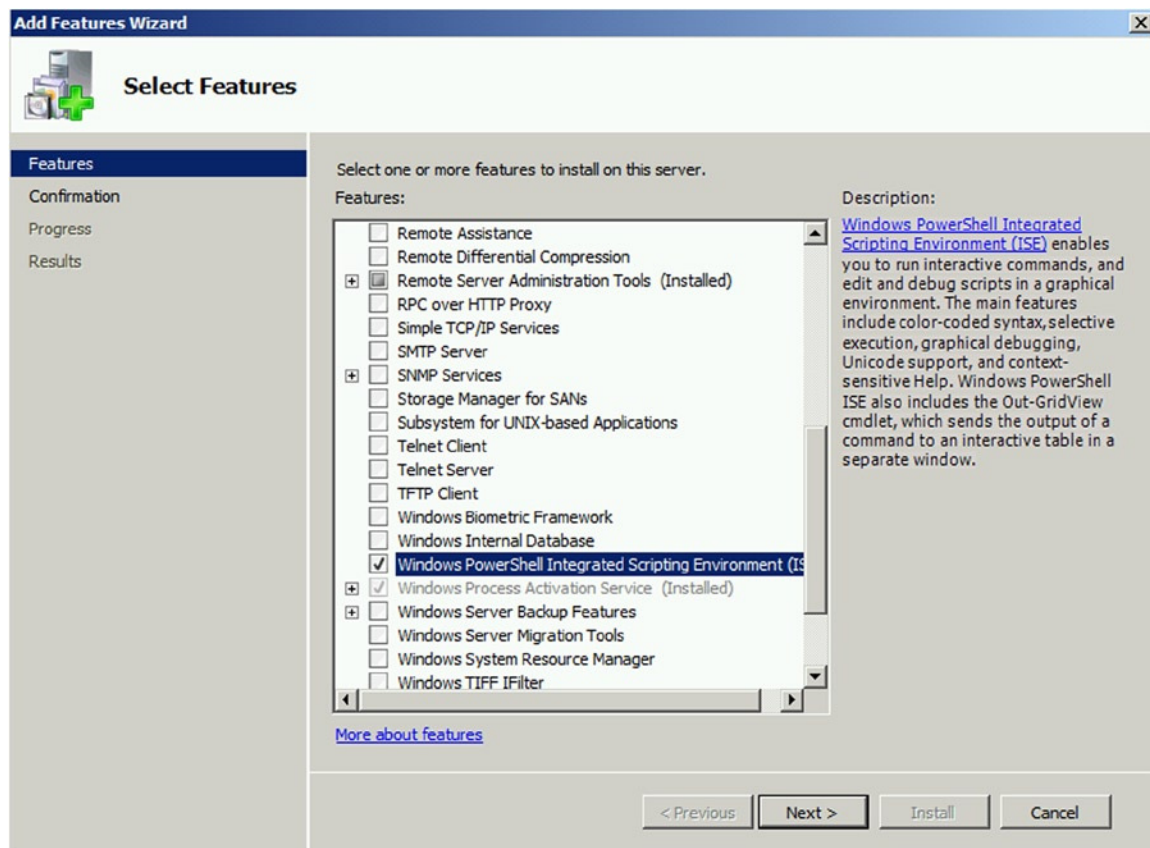 Add Features Wizard
Select Features
Features
Confirmation
Progress
Results
Select one or more features to install on this server.
Features:
Remote Assistance
Remote Differential Compression
Remote Server Administration Tools (Installed)
RPC over HTTP Proxy
Simple TCP/IP Services
SMTP Server
SNMP Services
Storage Manager for SANs
Subsystem for UNIX-based Applications
Telnet Client
Telnet Server
TFTP Client
Windows Biometric Framework
Windows Internal Database
Windows PowerShell Integrated Scripting Environment (IS
Windows Process Activation Service (Installed)
Windows Server Backup Features
Windows Server Migration Tools
Windows System Resource Manager
Windows TIFF IFilter
More about features
Description:
Windows PowerShell Integrated
Scripting Environment (ISE) enables
you to run interactive commands, and
edit and debug scripts in a graphical
environment. The main features
include color-coded syntax, selective
execution, graphical debugging,
Unicode support, and context-
sensitive Help. Windows PowerShell
ISE also includes the Out-GridView
cmdlet, which sends the output of a
command to an interactive table in a
separate window.
< Previous
Next >
Install
Cancel